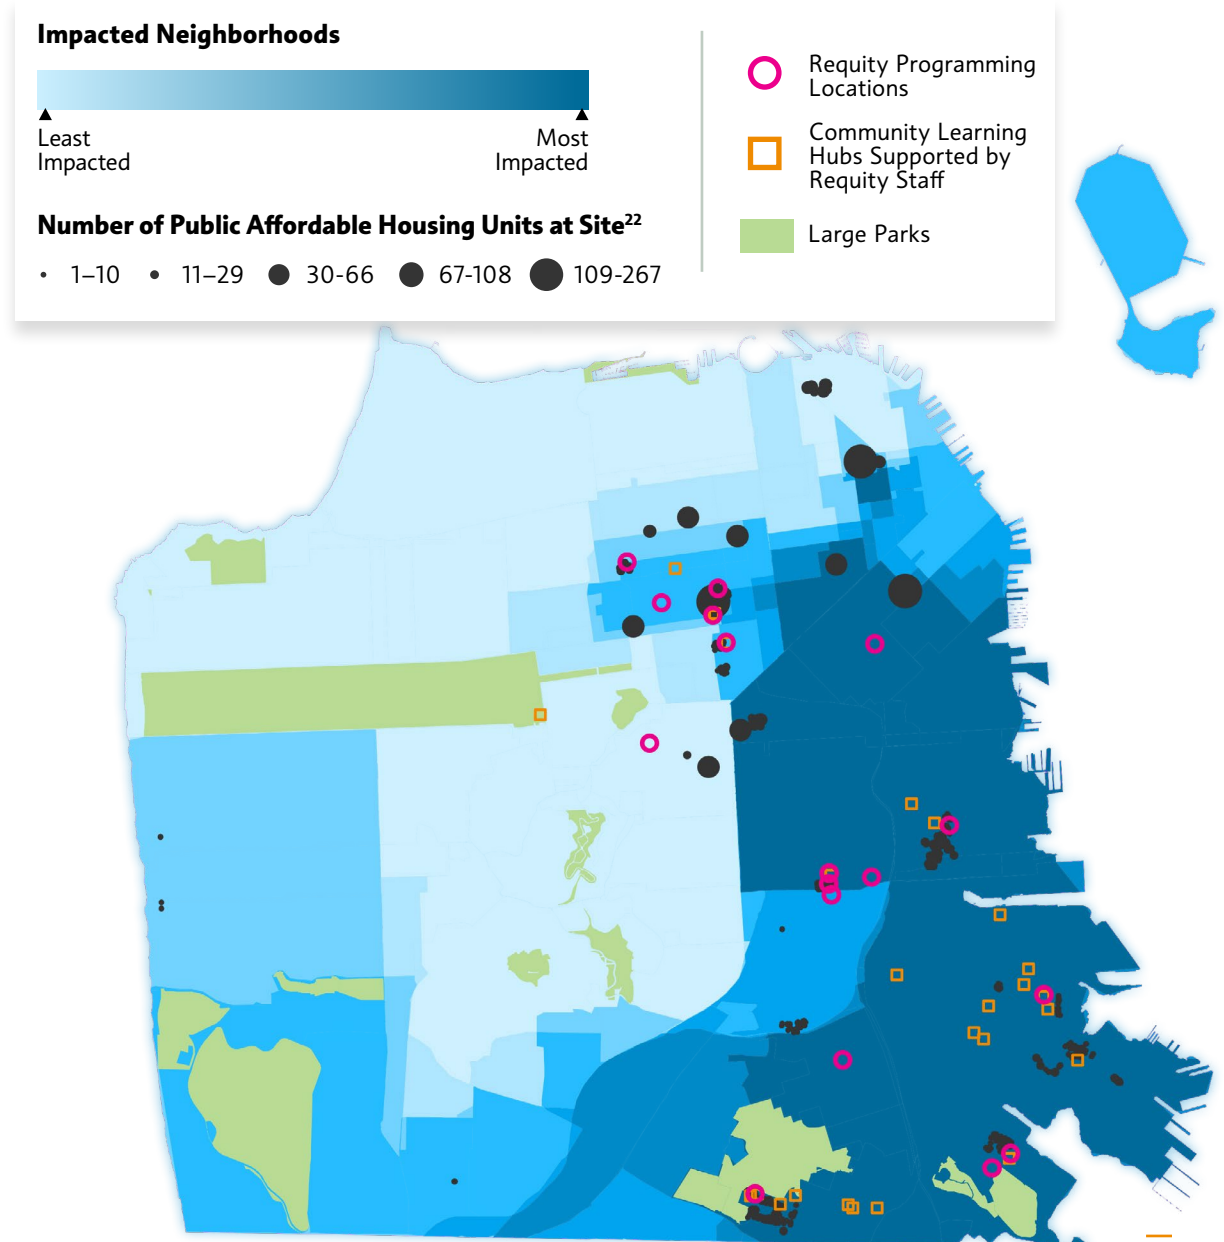 Impacted Neighborhoods
Least
Impacted
Most
Impacted
Number of Public Affordable Housing Units at Site22
1–10
11–29
30-66
67-108
109-267
Requity Programming
Locations
Community Learning
Hubs Supported by
Requity Staff
Large Parks